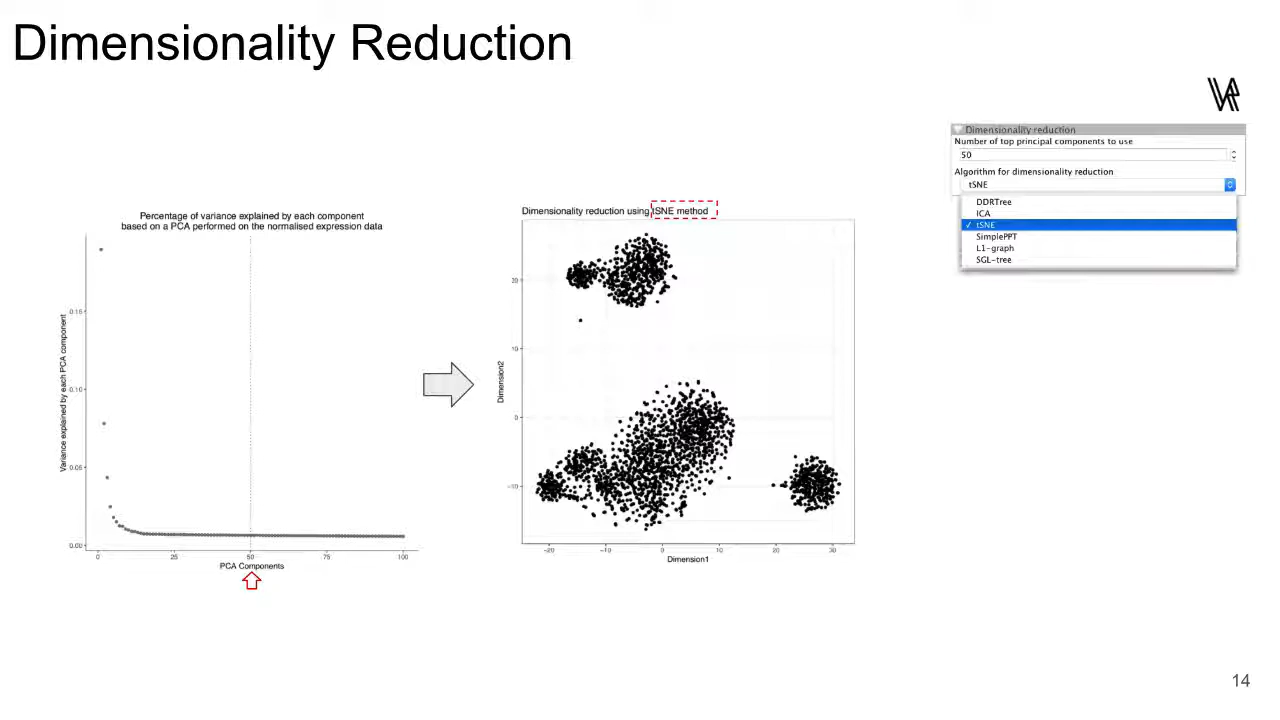 Dimensionality Reduction
Dimensionality reduction
Number of top principal components to use
50
Algorithm for dimensionality reduction
tSNE
DDRTree
ICA
✓ tSNE
SimplePPT
L1-graph
SGL-tree
Percentage of variance explained by each component
based on a PCA performed on the normalised expression data
Variance explained by each PCA component
0.15
0.10
0.05
0.00
0
25
50
75
100
PCA Components
Dimensionality reduction using tSNE method
Dimension2
20
10
0
-10
-20
-10
0
10
20
30
Dimension1
14